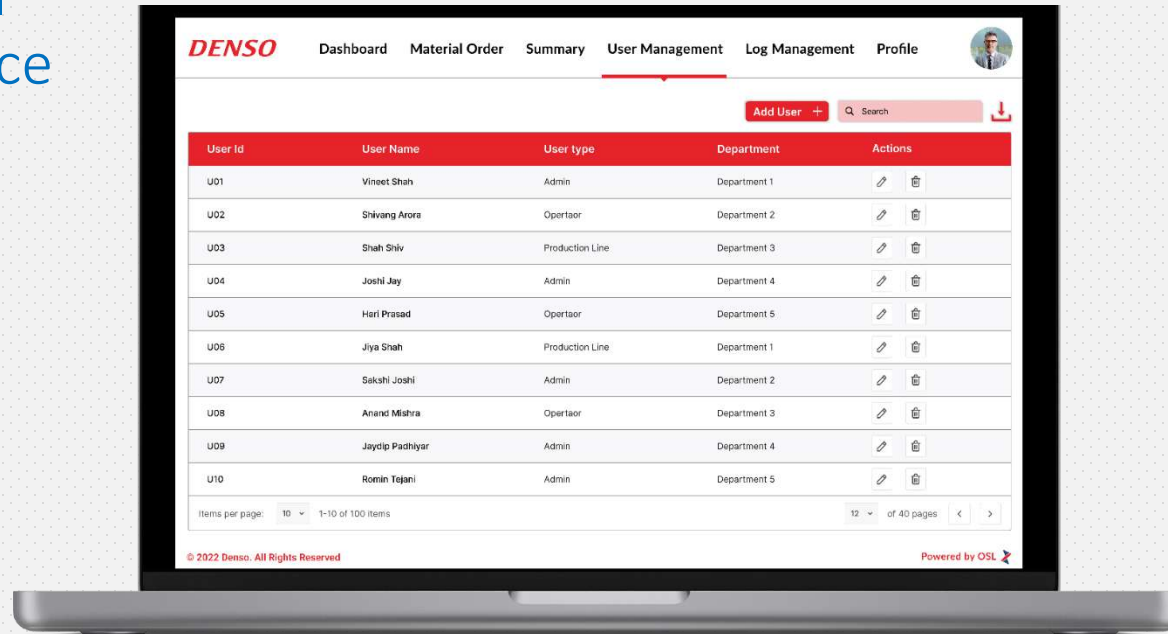 ce
DENSO Dashboard Material Order Summary User Management Log Management Profile
Add User + Search
User Id User Name User type Department Actions
U01 Vineet Shah Admin Department 1
U02 Shivang Arora Opertaor Department 2
U03 Shah Shiv Production Line Department 3
U04 Joshi Jay Admin Department 4
U05 Hari Prasad Opertaor Department 5
U06 Jiya Shah Production Line Department 1
U07 Sakshi Joshi Admin Department 2
U08 Anand Mishra Opertaor Department 3
U09 Jaydip Padhiyar Admin Department 4
U10 Romin Tejani Admin Department 5
Items per page: 10 1-10 of 100 items 12 of 40 pages < >
© 2022 Denso. All Rights Reserved Powered by OSL